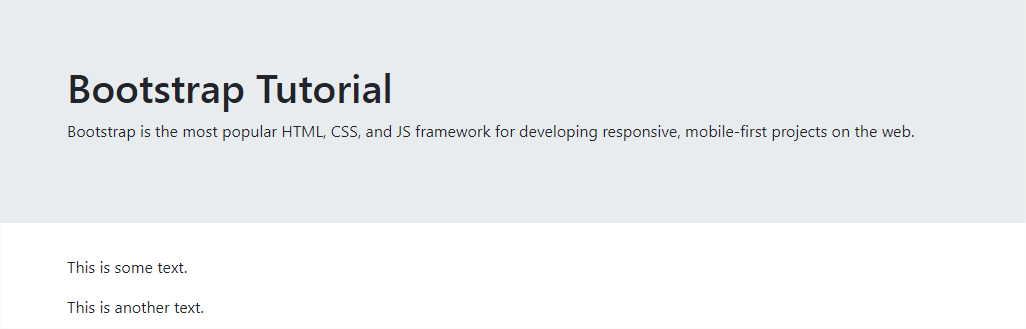 Bootstrap Tutorial
Bootstrap is the most popular HTML, CSS, and JS framework for developing responsive, mobile-first projects on the web.
This is some text.
This is another text.